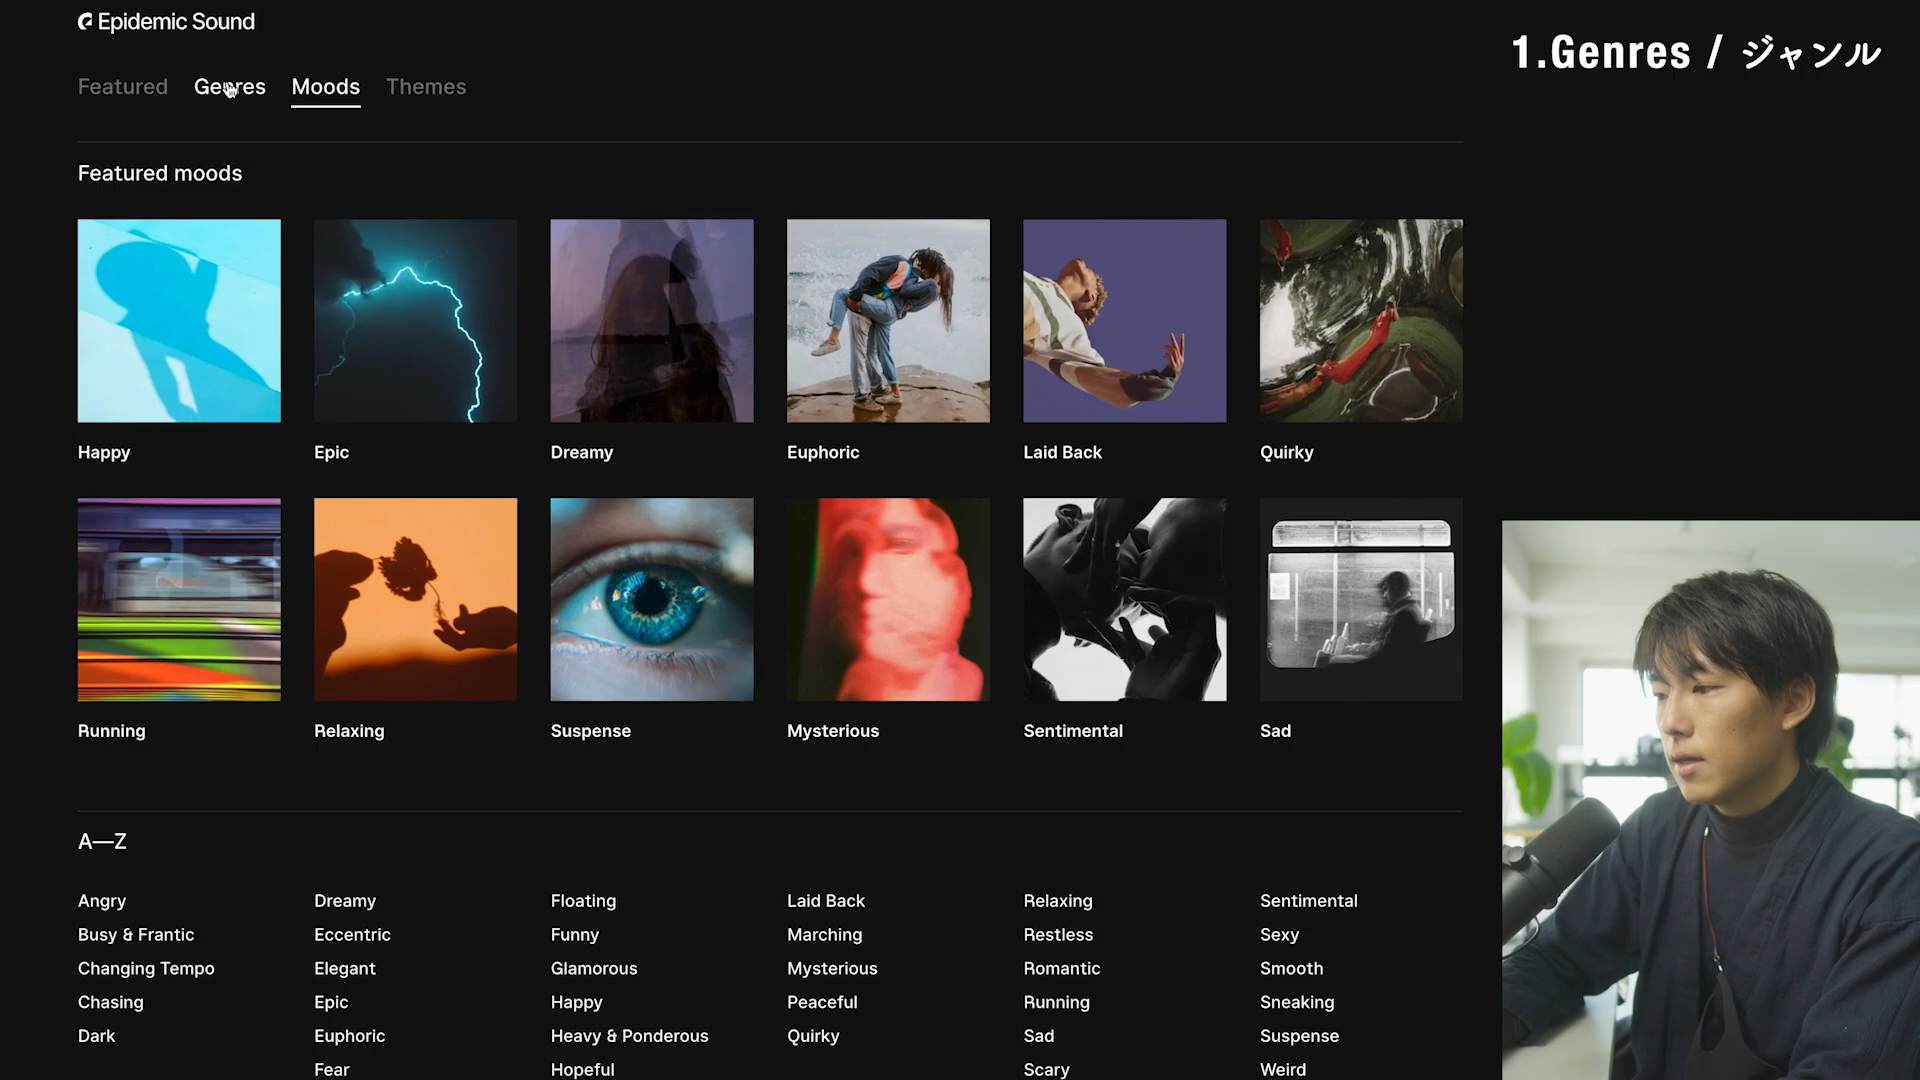 Epidemic Sound
1.Genres / ジャンル
Featured Genres Moods Themes
Featured moods
Happy
Epic
Dreamy
Euphoric
Laid Back
Quirky
Running
Relaxing
Suspense
Mysterious
Sentimental
Sad
A—Z
Angry
Busy & Frantic
Changing Tempo
Chasing
Dark
Dreamy
Eccentric
Elegant
Epic
Euphoric
Fear
Floating
Funny
Glamorous
Happy
Heavy & Ponderous
Hopeful
Laid Back
Marching
Mysterious
Peaceful
Quirky
Relaxing
Restless
Romantic
Running
Sad
Scary
Sentimental
Sexy
Smooth
Sneaking
Suspense
Weird